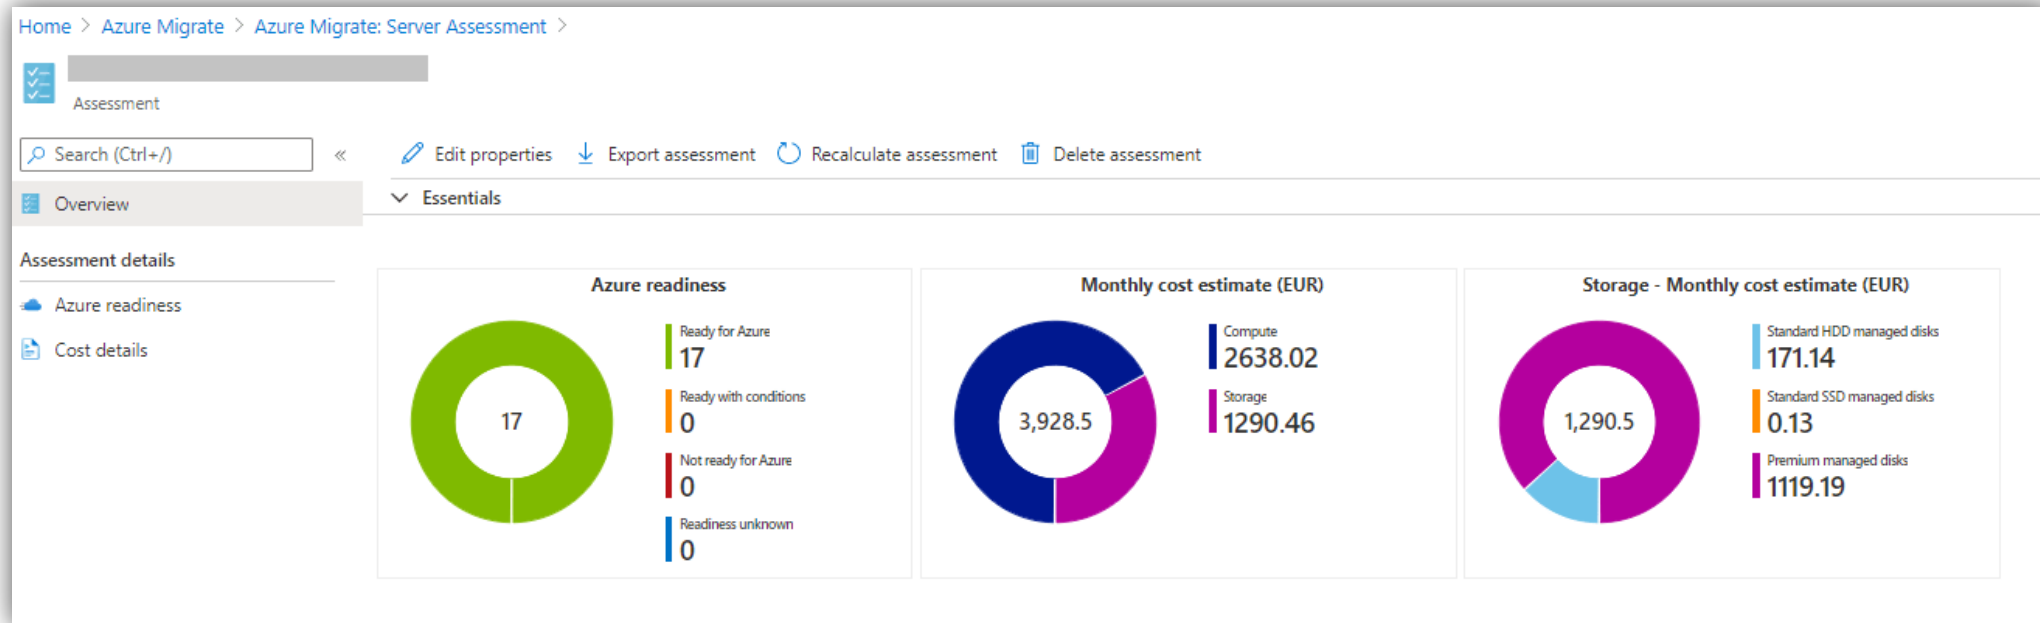 Home > Azure Migrate > Azure Migrate: Server Assessment >
Assessment
Search (Ctrl+/)
«
Edit properties
Export assessment
Recalculate assessment
Delete assessment
Overview
Essentials
Assessment details
Azure readiness
Cost details
Azure readiness
17
Ready for Azure
17
Ready with conditions
0
Not ready for Azure
0
Readiness unknown
0
Monthly cost estimate (EUR)
3,928.5
Compute
2638.02
Storage
1290.46
Storage - Monthly cost estimate (EUR)
1,290.5
Standard HDD managed disks
171.14
Standard SSD managed disks
0.13
Premium managed disks
1119.19